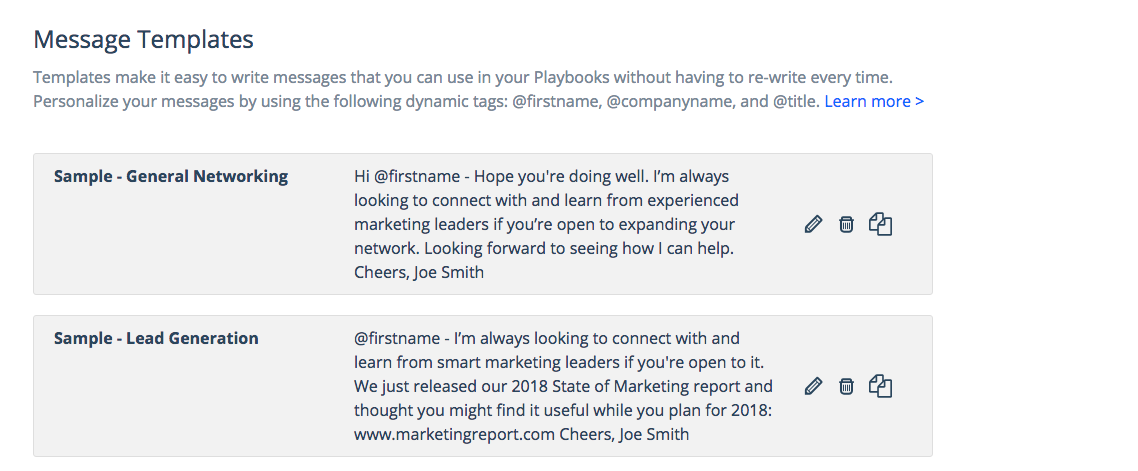 Message Templates
Templates make it easy to write messages that you can use in your Playbooks without having to re-write every time.
Personalize your messages by using the following dynamic tags: @firstname, @companyname, and @title. Learn more >
Sample - General Networking
Hi @firstname - Hope you're doing well. I’m always
looking to connect with and learn from experienced
marketing leaders if you’re open to expanding your
network. Looking forward to seeing how I can help.
Cheers, Joe Smith
Sample - Lead Generation
@firstname - I’m always looking to connect with and
learn from smart marketing leaders if you're open to it.
We just released our 2018 State of Marketing report and
thought you might find it useful while you plan for 2018:
www.marketingreport.com Cheers, Joe Smith